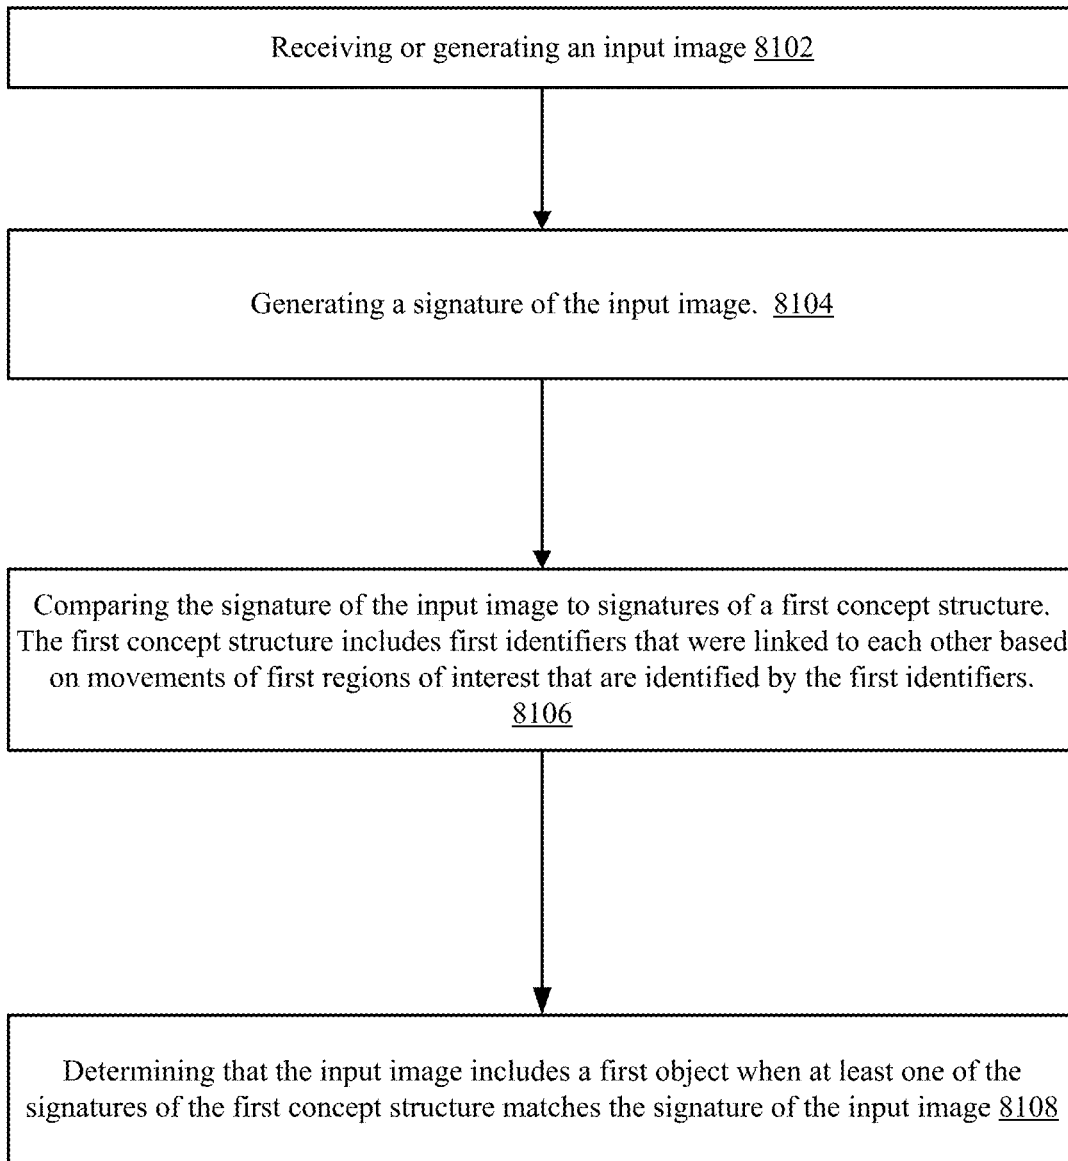 Receiving or generating an input image 8102
Generating a signature of the input image. 8104
Comparing the signature of the input image to signatures of a first concept structure.
The first concept structure includes first identifiers that were linked to each other based
on movements of first regions of interest that are identified by the first identifiers.
8106
Determining that the input image includes a first object when at least one of the
signatures of the first concept structure matches the signature of the input image 8108